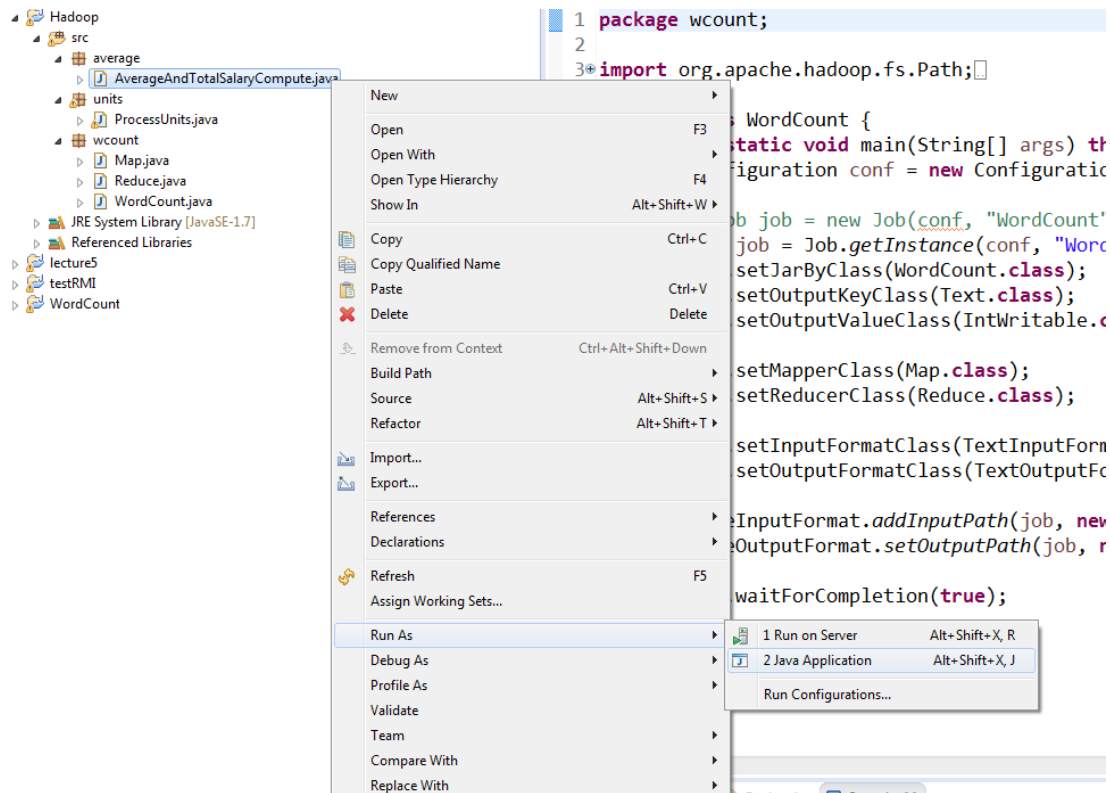 Hadoop
src
average
AverageAndTotalSalaryCompute.java
units
ProcessUnits.java
wcount
Map.java
Reduce.java
WordCount.java
JRE System Library [JavaSE-1.7]
Referenced Libraries
lecture5
testRMI
WordCount
New
Open F3
Open With
Open Type Hierarchy F4
Show In Alt+Shift+W
Copy Ctrl+C
Copy Qualified Name
Paste Ctrl+V
Delete Delete
Remove from Context Ctrl+Alt+Shift+Down
Build Path
Source Alt+Shift+S
Refactor Alt+Shift+T
Import...
Export...
References
Declarations
Refresh F5
Assign Working Sets...
Run As
Debug As
Profile As
Validate
Team
Compare With
Replace With
1 Run on Server Alt+Shift+X, R
2 Java Application Alt+Shift+X, J
Run Configurations...
1 package wcount;
2
3 import org.apache.hadoop.fs.Path;
WordCount {
static void main(String[] args) th
figuration conf = new Configuratio
job = new Job(conf, "WordCount"
job = Job.getInstance(conf, "Word
.setJarByClass(WordCount.class);
.setOutputKeyClass(Text.class);
.setOutputValueClass(IntWritable.c
.setMapperClass(Map.class);
.setReducerClass(Reduce.class);
.setInputFormatClass(TextInputForm
.setOutputFormatClass(TextOutputFo
eInputFormat.addInputPath(job, new
eOutputFormat.setOutputPath(job, n
.waitForCompletion(true);